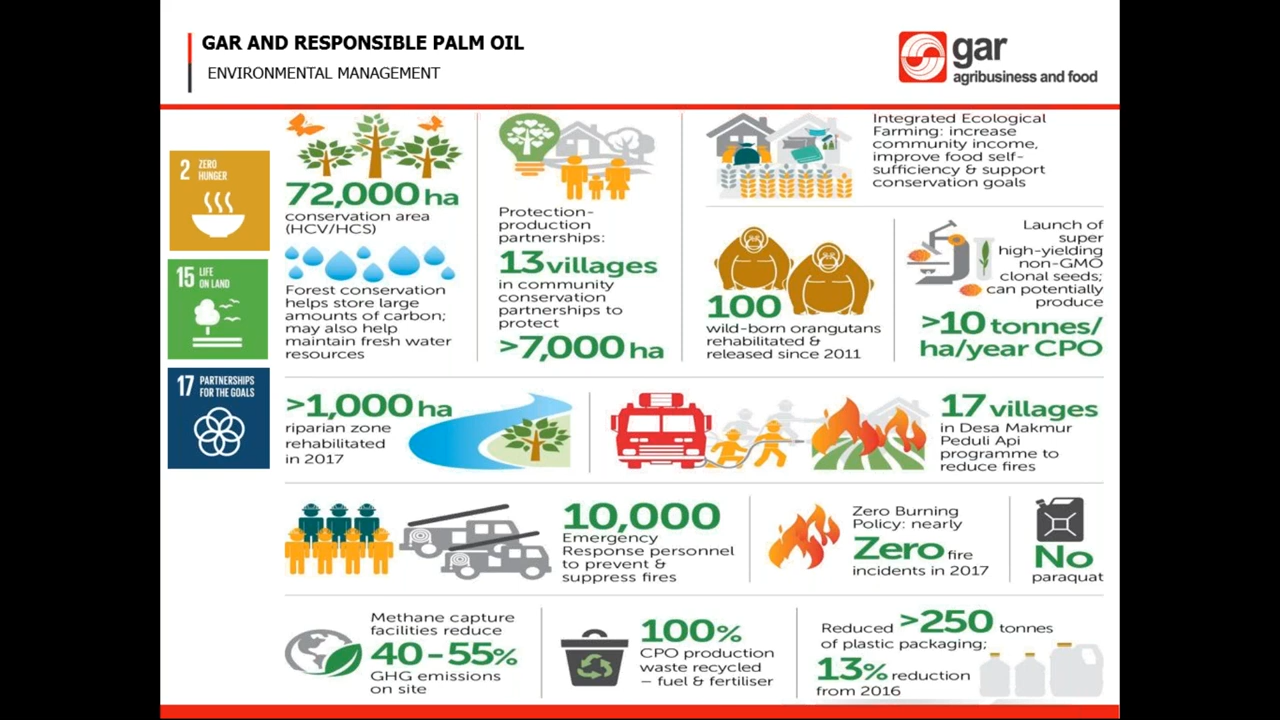 GAR AND RESPONSIBLE PALM OIL
ENVIRONMENTAL MANAGEMENT
gar
agribusiness and food
2 ZERO
HUNGER
15 LIFE
ON LAND
17 PARTNERSHIPS
FOR THE GOALS
72,000 ha
conservation area
(HCV/HCS)
Forest conservation
helps store large
amounts of carbon;
may also help
maintain fresh water
resources
Protection-
production
partnerships:
13 villages
in community
conservation
partnerships to
protect
>7,000 ha
Integrated Ecological
Farming: increase
community income,
improve food self-
sufficiency & support
conservation goals
100
wild-born orangutans
rehabilitated &
released since 2011
Launch of
super
high-yielding
non-GMO
clonal seeds;
can potentially
produce
>10 tonnes/
ha/year CPO
>1,000 ha
riparian zone
rehabilitated
in 2017
17 villages
in Desa Makmur
Peduli Api
programme to
reduce fires
10,000
Emergency
Response personnel
to prevent &
suppress fires
Zero Burning
Policy: nearly
Zero fire
incidents in 2017
No
paraquat
Methane capture
facilities reduce
40-55%
GHG emissions
on site
100%
CPO production
waste recycled
– fuel & fertiliser
Reduced >250 tonnes
of plastic packaging;
13% reduction
from 2016